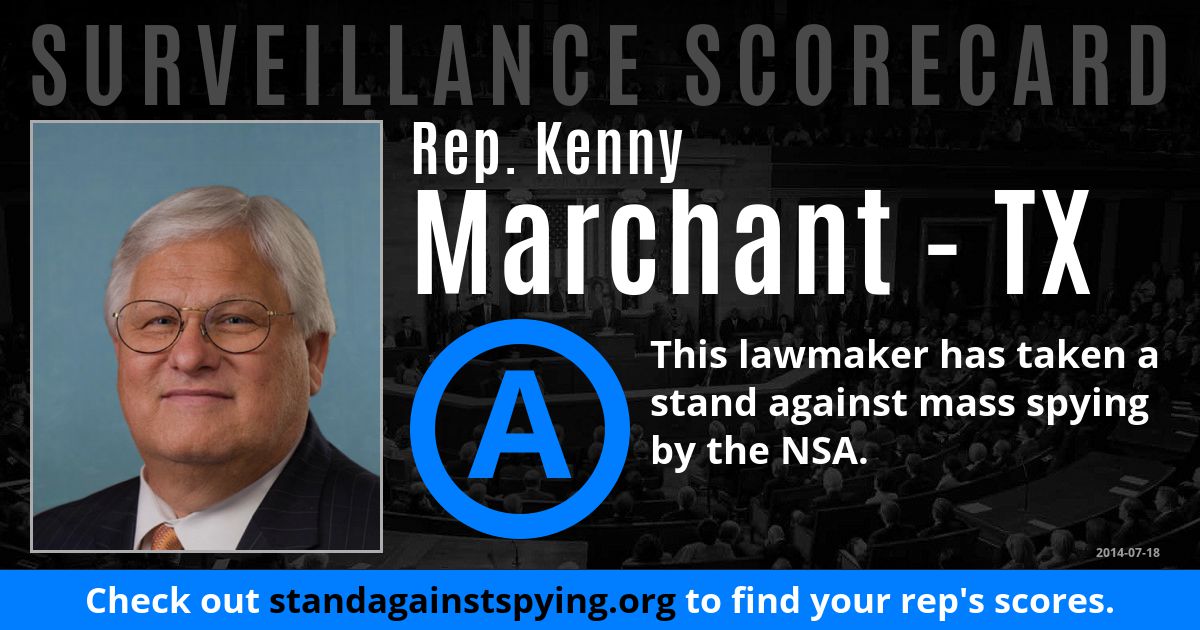 SURVEILLANCE SCORECARD
Rep. Kenny
Marchant - TX
A
This lawmaker has taken a
stand against mass spying
by the NSA.
2014-07-18
Check out standagainstspying.org to find your rep's scores.